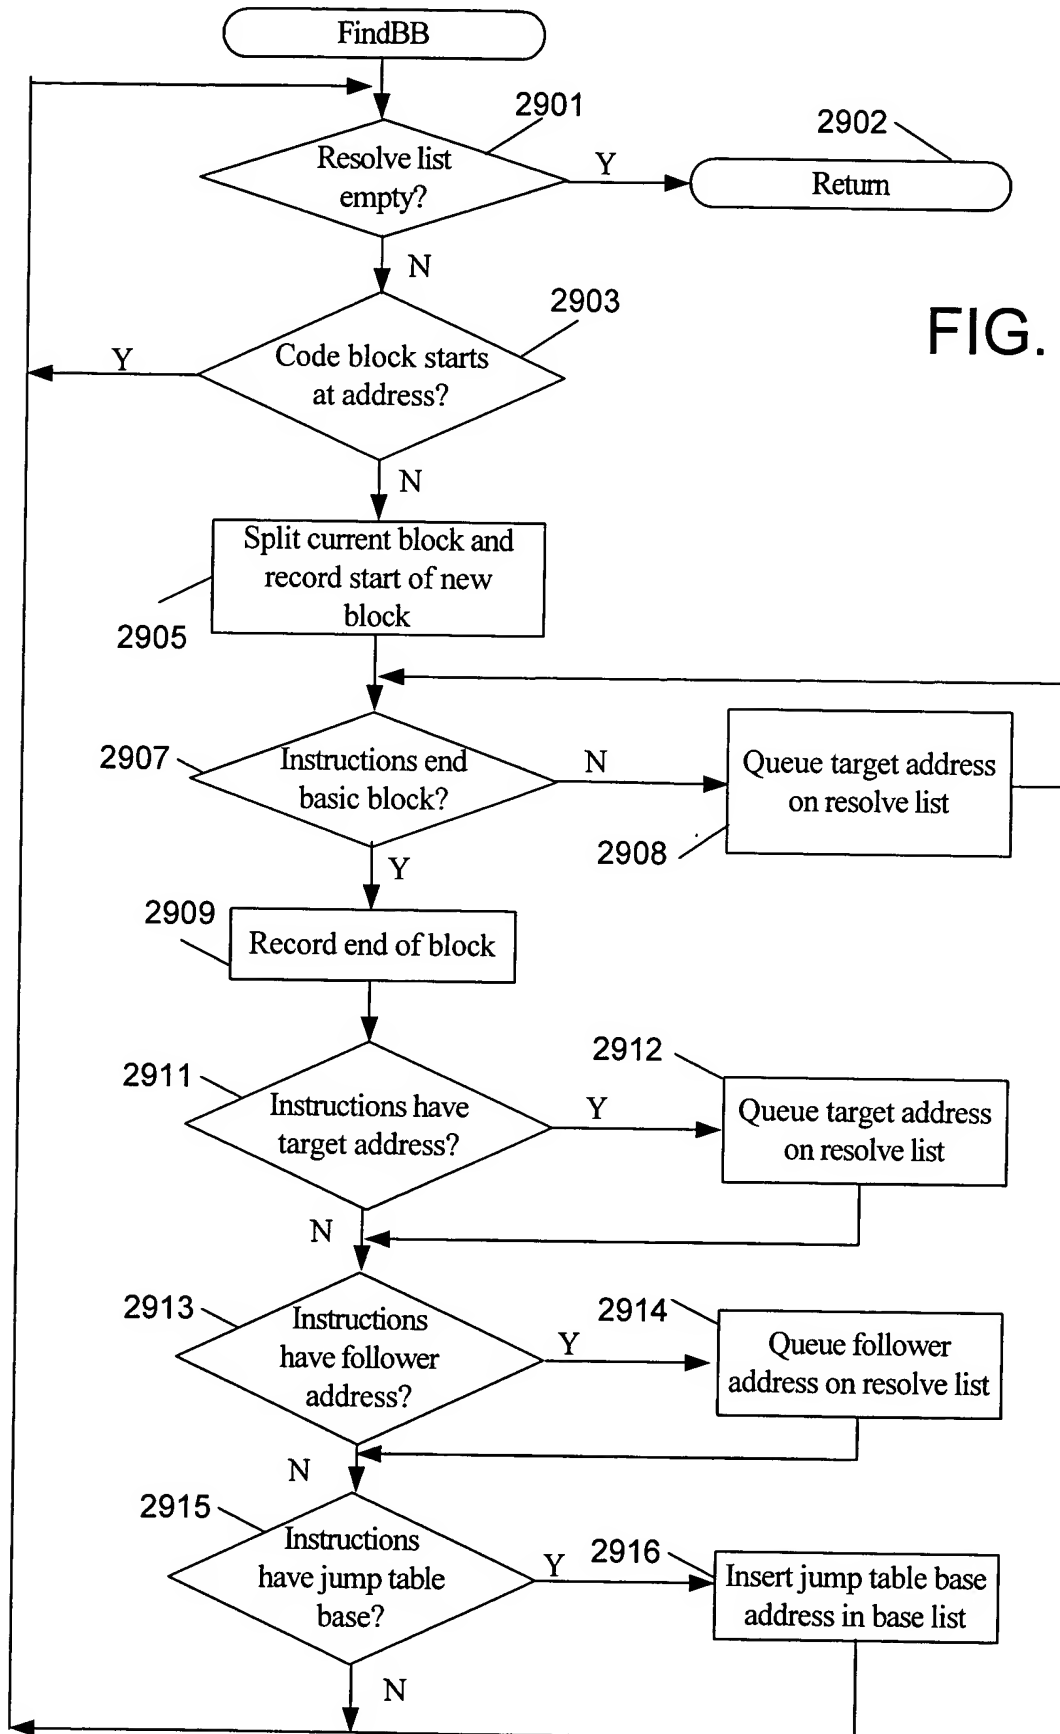 FindBB
2901
2902
Resolve list
empty?
Y
Return
N
2903
FIG.
Y
Code block starts
at address?
N
Split current block and
record start of new
block
2905
2907
Instructions end
basic block?
N
Queue target address
on resolve list
2908
Y
2909
Record end of block
2912
2911
Instructions have
target address?
Y
Queue target address
on resolve list
N
2913
2914
Instructions
have follower
address?
Y
Queue follower
address on resolve list
N
2915
2916
Instructions
have jump table
base?
Y
Insert jump table base
address in base list
N